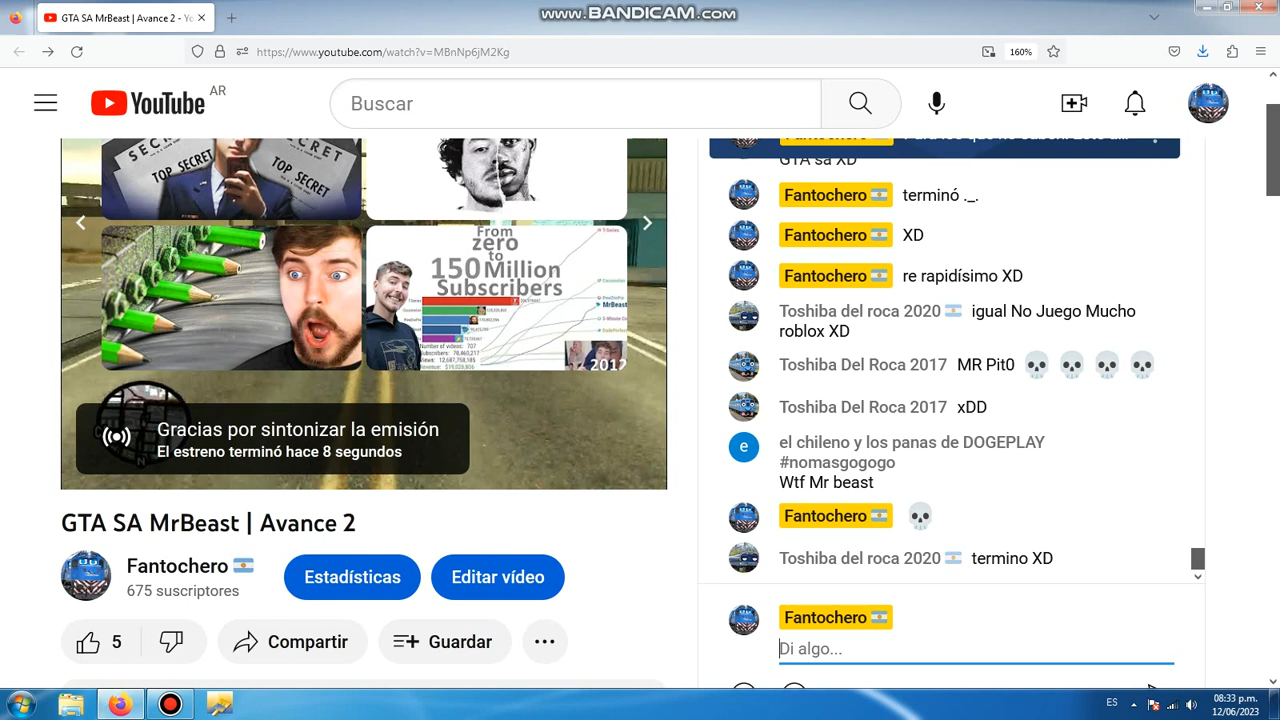 www.BANDICAM.com
GTA SA MrBeast | Avance 2 - Yo
https://www.youtube.com/watch?v=MBnNp6jM2Kg
160%
YouTube AR
Buscar
SECRET
TOP SECRET
TOP SECRET
From
zero
to
150 Million
Subscribers
MrBeast
2012
N
Gracias por sintonizar la emisión
El estreno terminó hace 8 segundos
GTA SA MrBeast | Avance 2
Fantochero
675 suscriptores
Estadísticas
Editar vídeo
5
Compartir
Guardar
GTA sa XD
Fantochero terminó ._.
Fantochero XD
Fantochero re rapidísimo XD
Toshiba del roca 2020 igual No Juego Mucho
roblox XD
Toshiba Del Roca 2017 MR Pit0 💀 💀 💀 💀
Toshiba Del Roca 2017 xDD
e
el chileno y los panas de DOGEPLAY
#nomasgogogo
Wtf Mr beast
Fantochero 💀
Toshiba del roca 2020 termino XD
Fantochero
Di algo...
ES
08:33 p.m.
12/06/2023